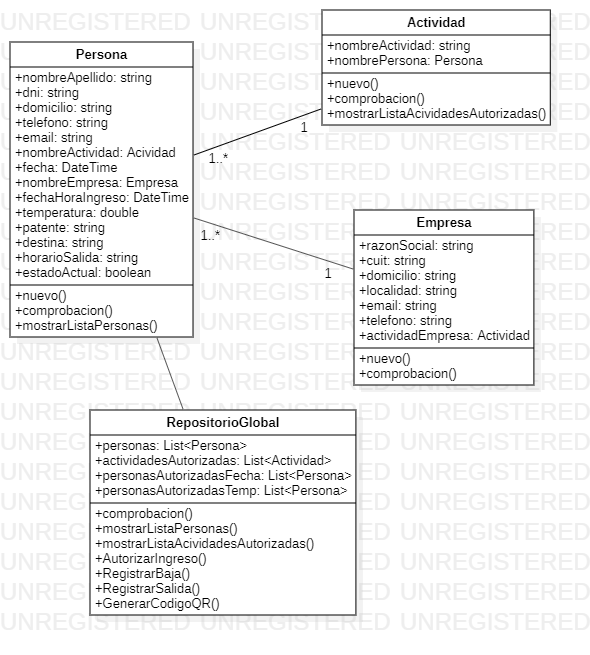 Persona
+nombreApellido: string
+dni: string
+domicilio: string
+telefono: string
+email: string
+nombreActividad: Acividad
+fecha: DateTime
+nombreEmpresa: Empresa
+fechaHoraIngreso: DateTime
+temperatura: double
+patente: string
+destina: string
+horarioSalida: string
+estadoActual: boolean
+nuevo()
+comprobacion()
+mostrarListaPersonas()
Actividad
+nombreActividad: string
+nombrePersona: Persona
+nuevo()
+comprobacion()
+mostrarListaAcividadesAutorizadas()
1..*
1
1..*
1
Empresa
+razonSocial: string
+cuit: string
+domicilio: string
+localidad: string
+email: string
+telefono: string
+actividadEmpresa: Actividad
+nuevo()
+comprobacion()
RepositorioGlobal
+personas: List<Persona>
+actividadesAutorizadas: List<Actividad>
+personasAutorizadasFecha: List<Persona>
+personasAutorizadasTemp: List<Persona>
+comprobacion()
+mostrarListaPersonas()
+mostrarListaAcividadesAutorizadas()
+AutorizarIngreso()
+RegistrarBaja()
+RegistrarSalida()
+GenerarCodigoQR()
UNREGISTERED UNREGISTERED UNREGISTERED